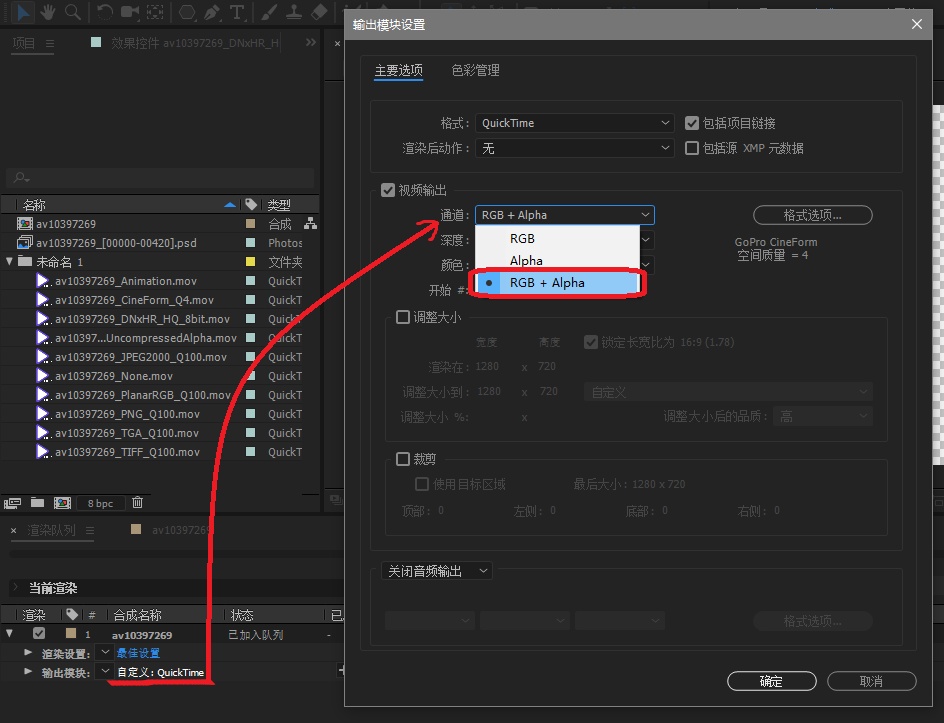 项目
效果控件 av10397269_DNxHR_H
名称
类型
av10397269
合成
av10397269_[00000-00420].psd
Photos
未命名 1
文件夹
av10397269_Animation.mov
QuickT
av10397269_CineForm_Q4.mov
QuickT
av10397269_DNxHR_HQ_8bit.mov
QuickT
av10397...UncompressedAlpha.mov
QuickT
av10397269_JPEG2000_Q100.mov
QuickT
av10397269_None.mov
QuickT
av10397269_PlanarRGB_Q100.mov
QuickT
av10397269_PNG_Q100.mov
QuickT
av10397269_TGA_Q100.mov
QuickT
av10397269_TIFF_Q100.mov
QuickT
8 bpc
渲染队列
av10397269
当前渲染
渲染
#
合成名称
状态
1
av10397269
已加入队列
-
渲染设置:
最佳设置
输出模块:
自定义: QuickTime
输出模块设置
主要选项
色彩管理
格式:
QuickTime
包括项目链接
渲染后动作:
无
包括源 XMP 元数据
视频输出
通道:
RGB + Alpha
格式选项...
深度:
RGB
GoPro CineForm
空间质量 = 4
颜色:
Alpha
RGB + Alpha
开始 #:
调整大小
宽度
高度
锁定长宽比为 16:9 (1.78)
渲染在:
1280
x
720
调整大小到:
1280
x
720
自定义
调整大小 %:
x
调整大小后的品质:
高
裁剪
使用目标区域
最后大小: 1280 x 720
顶部: 0
左侧: 0
底部: 0
右侧: 0
关闭音频输出
格式选项...
确定
取消